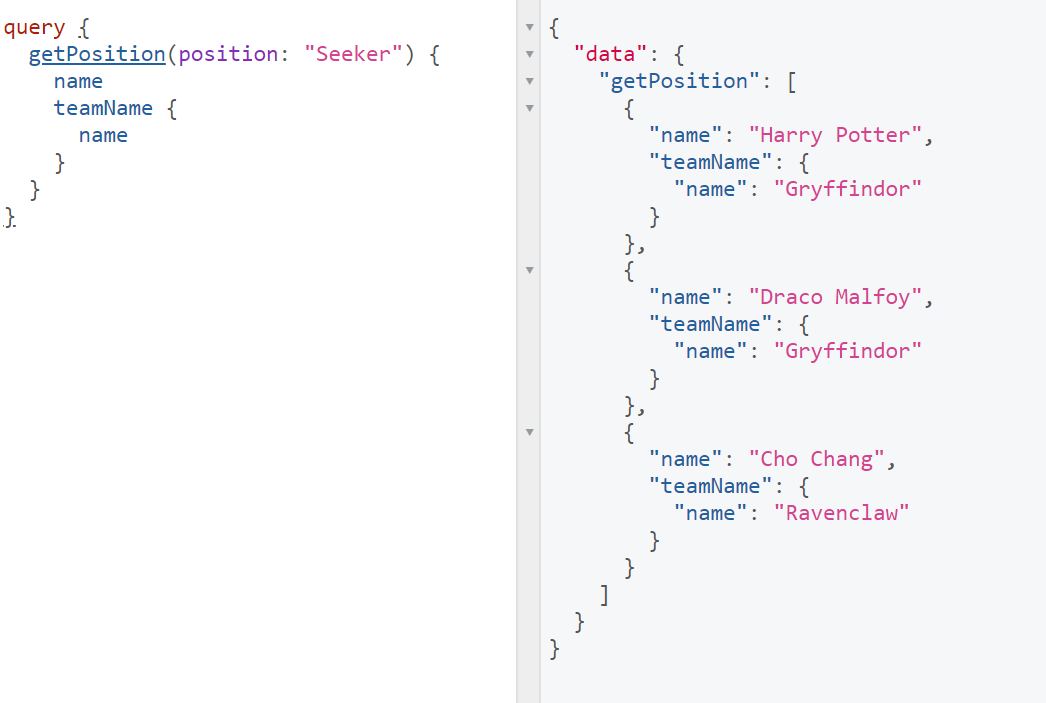 query {
  getPosition(position: "Seeker") {
    name
    teamName {
      name
    }
  }
}
{
  "data": {
    "getPosition": [
      {
        "name": "Harry Potter",
        "teamName": {
          "name": "Gryffindor"
        }
      },
      {
        "name": "Draco Malfoy",
        "teamName": {
          "name": "Gryffindor"
        }
      },
      {
        "name": "Cho Chang",
        "teamName": {
          "name": "Ravenclaw"
        }
      }
    ]
  }
}